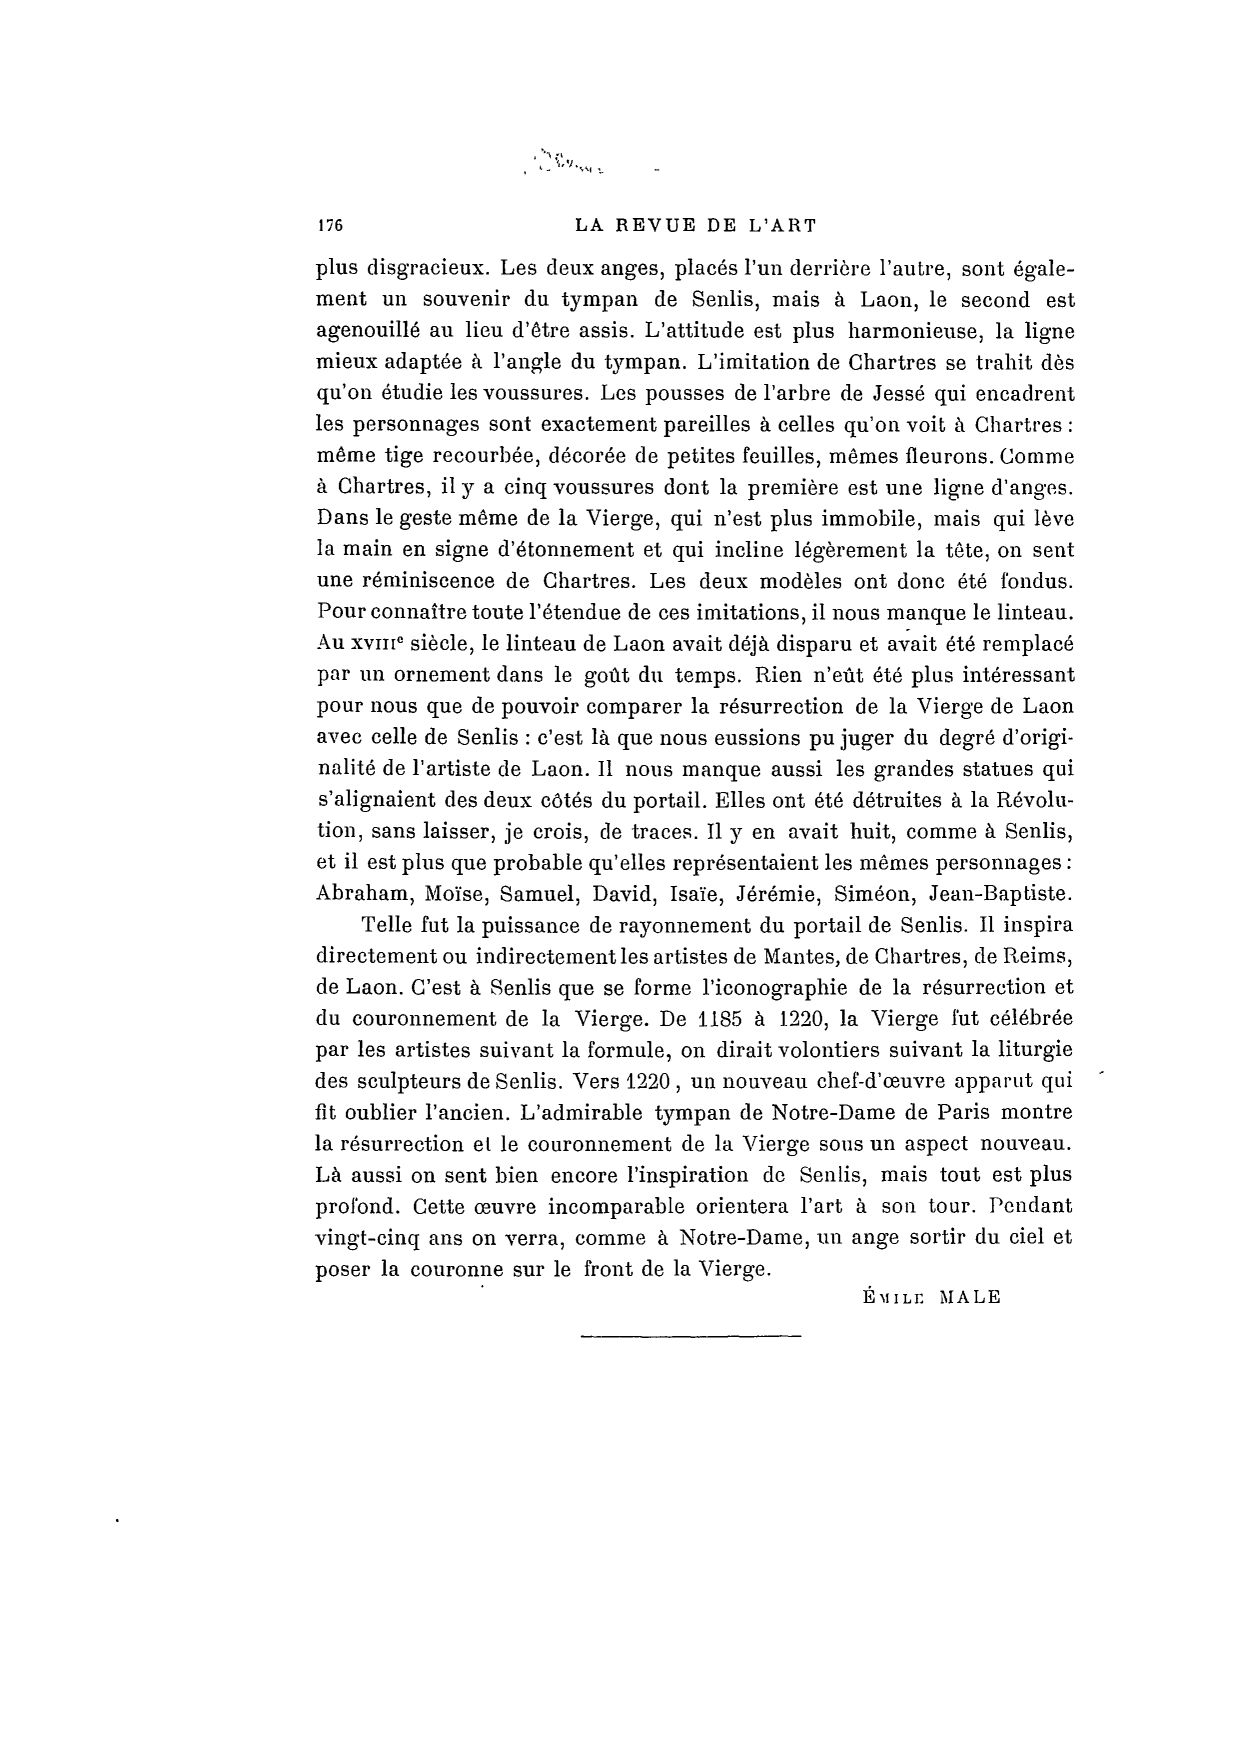 176 LA REVUE DE L'ART
plus disgracieux. Les deux anges, placés l'un derrière l'autre, sont égale-
ment un souvenir du tympan de Senlis, mais à Laon, le second est
agenouillé au lieu d'être assis. L'attitude est plus harmonieuse, la ligne
mieux adaptée à l'angle du tympan. L'imitation de Chartres se trahit dès
qu'on étudie les voussures. Les pousses de l'arbre de Jessé qui encadrent
les personnages sont exactement pareilles à celles qu'on voit à Chartres :
même tige recourbée, décorée de petites feuilles, mêmes fleurons. Comme
à Chartres, il y a cinq voussures dont la première est une ligne d'anges.
Dans le geste même de la Vierge, qui n'est plus immobile, mais qui lève
la main en signe d'étonnement et qui incline légèrement la tête, on sent
une réminiscence de Chartres. Les deux modèles ont donc été fondus.
Pour connaître toute l'étendue de ces imitations, il nous manque le linteau.
Au XVIIIe siècle, le linteau de Laon avait déjà disparu et avait été remplacé
par un ornement dans le goût du temps. Rien n'eût été plus intéressant
pour nous que de pouvoir comparer la résurrection de la Vierge de Laon
avec celle de Senlis : c'est là que nous eussions pu juger du degré d'origi-
nalité de l'artiste de Laon. Il nous manque aussi les grandes statues qui
s'alignaient des deux côtés du portail. Elles ont été détruites à la Révolu-
tion, sans laisser, je crois, de traces. Il y en avait huit, comme à Senlis,
et il est plus que probable qu'elles représentaient les mêmes personnages :
Abraham, Moïse, Samuel, David, Isaïe, Jérémie, Siméon, Jean-Baptiste.
Telle fut la puissance de rayonnement du portail de Senlis. Il inspira
directement ou indirectement les artistes de Mantes, de Chartres, de Reims,
de Laon. C'est à Senlis que se forme l'iconographie de la résurrection et
du couronnement de la Vierge. De 1185 à 1220, la Vierge fut célébrée
par les artistes suivant la formule, on dirait volontiers suivant la liturgie
des sculpteurs de Senlis. Vers 1220, un nouveau chef-d'œuvre apparut qui
fit oublier l'ancien. L'admirable tympan de Notre-Dame de Paris montre
la résurrection et le couronnement de la Vierge sous un aspect nouveau.
Là aussi on sent bien encore l'inspiration de Senlis, mais tout est plus
profond. Cette œuvre incomparable orientera l'art à son tour. Pendant
vingt-cinq ans on verra, comme à Notre-Dame, un ange sortir du ciel et
poser la couronne sur le front de la Vierge.
ÉMILE MALE